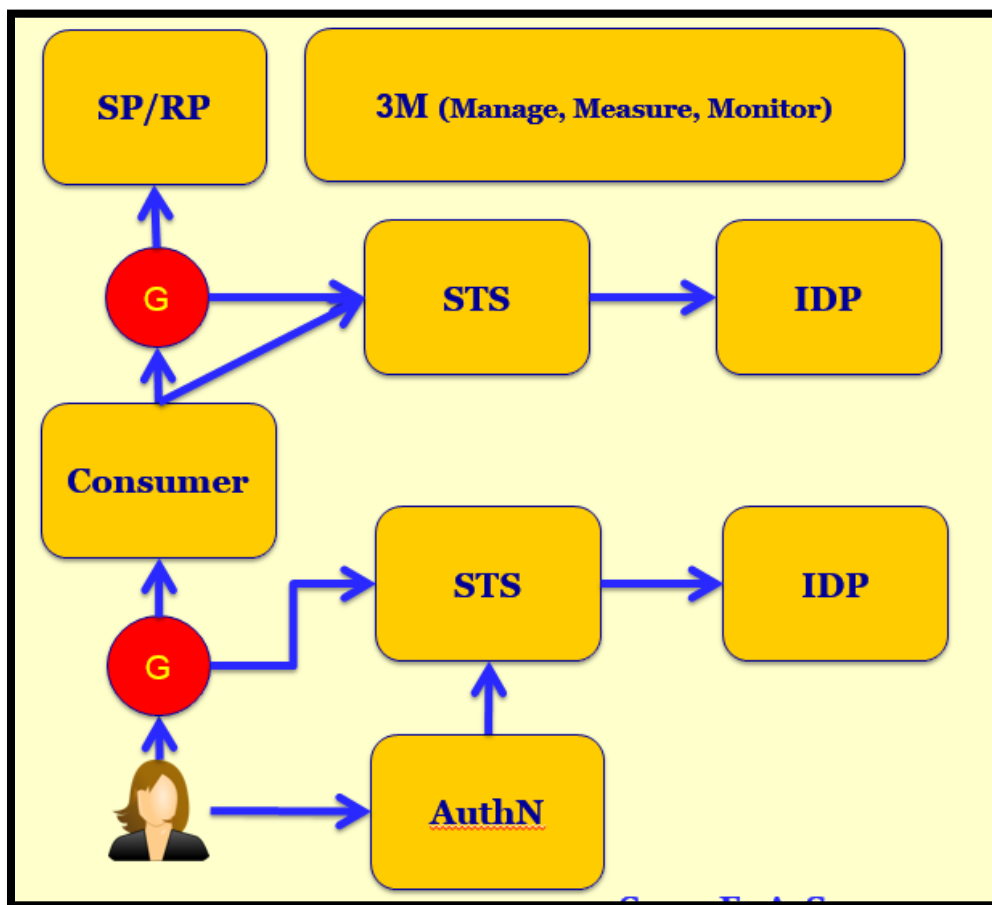 SP/RP
3M (Manage, Measure, Monitor)
G
STS
IDP
Consumer
STS
IDP
G
AuthN